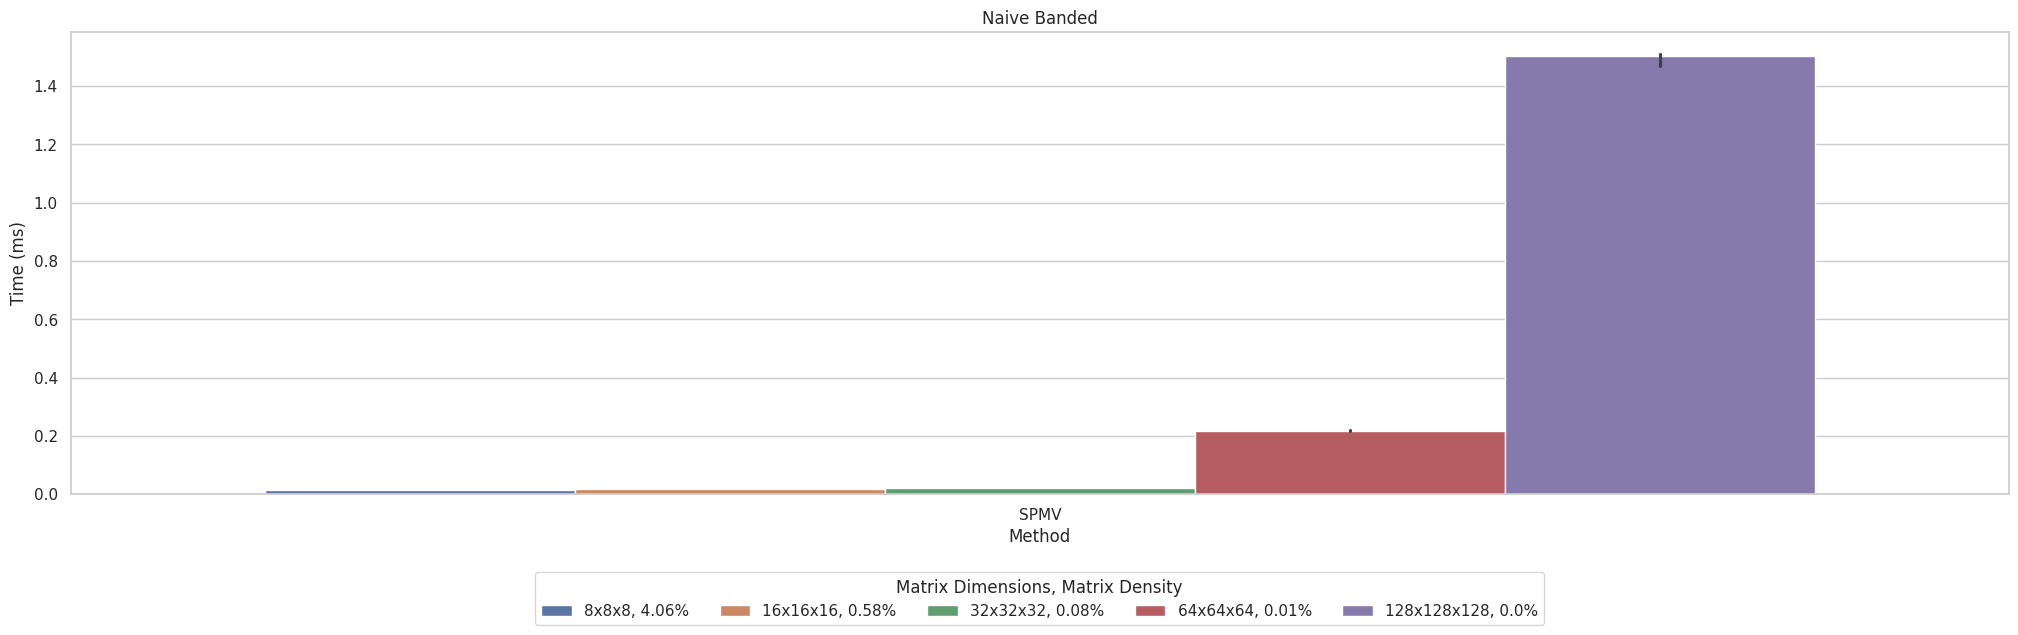 Naive Banded
Time (ms)
1.4
1.2
1.0
0.8
0.6
0.4
0.2
0.0
SPMV
Method
Matrix Dimensions, Matrix Density
8x8x8, 4.06% 16x16x16, 0.58% 32x32x32, 0.08% 64x64x64, 0.01% 128x128x128, 0.0%